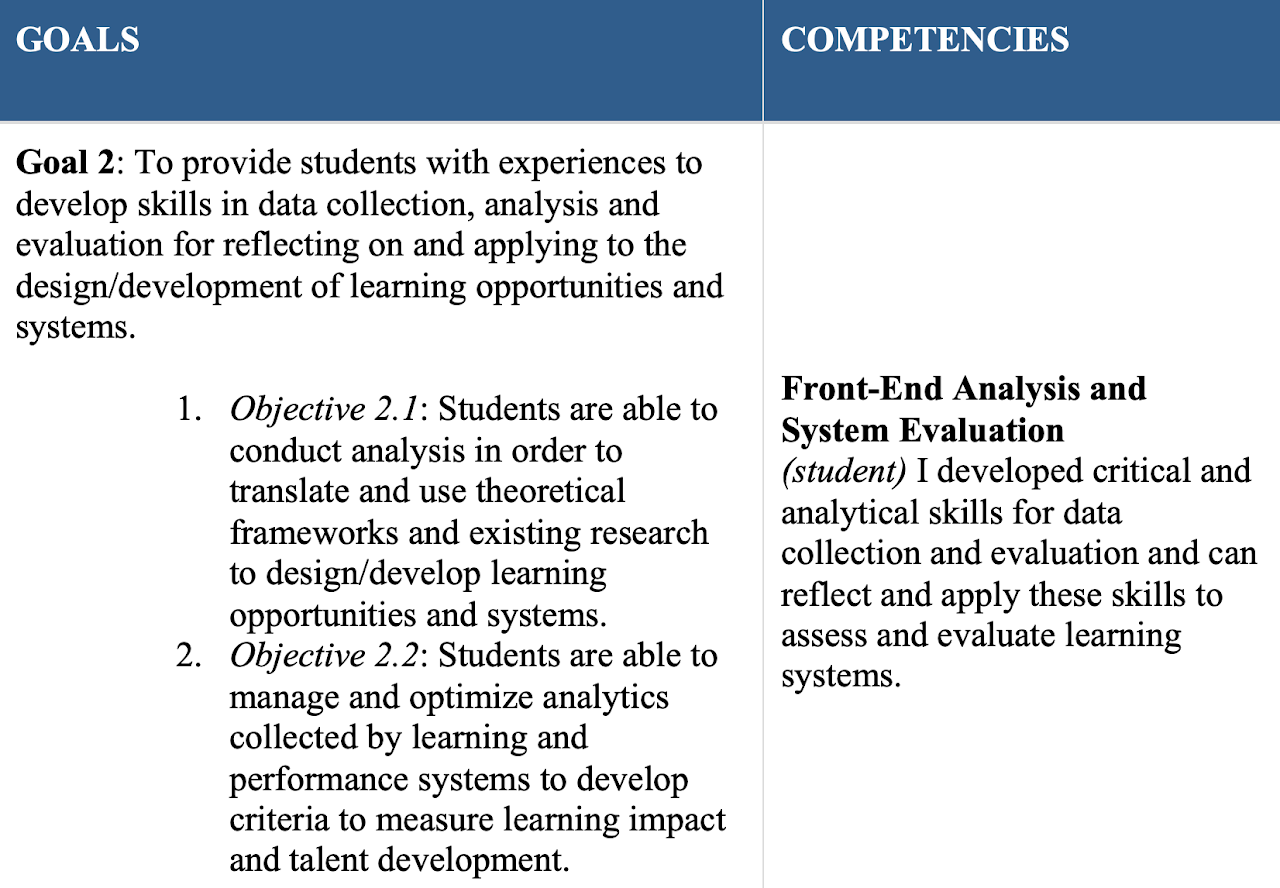 GOALS
COMPETENCIES
Goal 2: To provide students with experiences to
develop skills in data collection, analysis and
evaluation for reflecting on and applying to the
design/development of learning opportunities and
systems.
1. Objective 2.1: Students are able to
conduct analysis in order to
translate and use theoretical
frameworks and existing research
to design/develop learning
opportunities and systems.
2. Objective 2.2: Students are able to
manage and optimize analytics
collected by learning and
performance systems to develop
criteria to measure learning impact
and talent development.
Front-End Analysis and
System Evaluation
(student) I developed critical and
analytical skills for data
collection and evaluation and can
reflect and apply these skills to
assess and evaluate learning
systems.